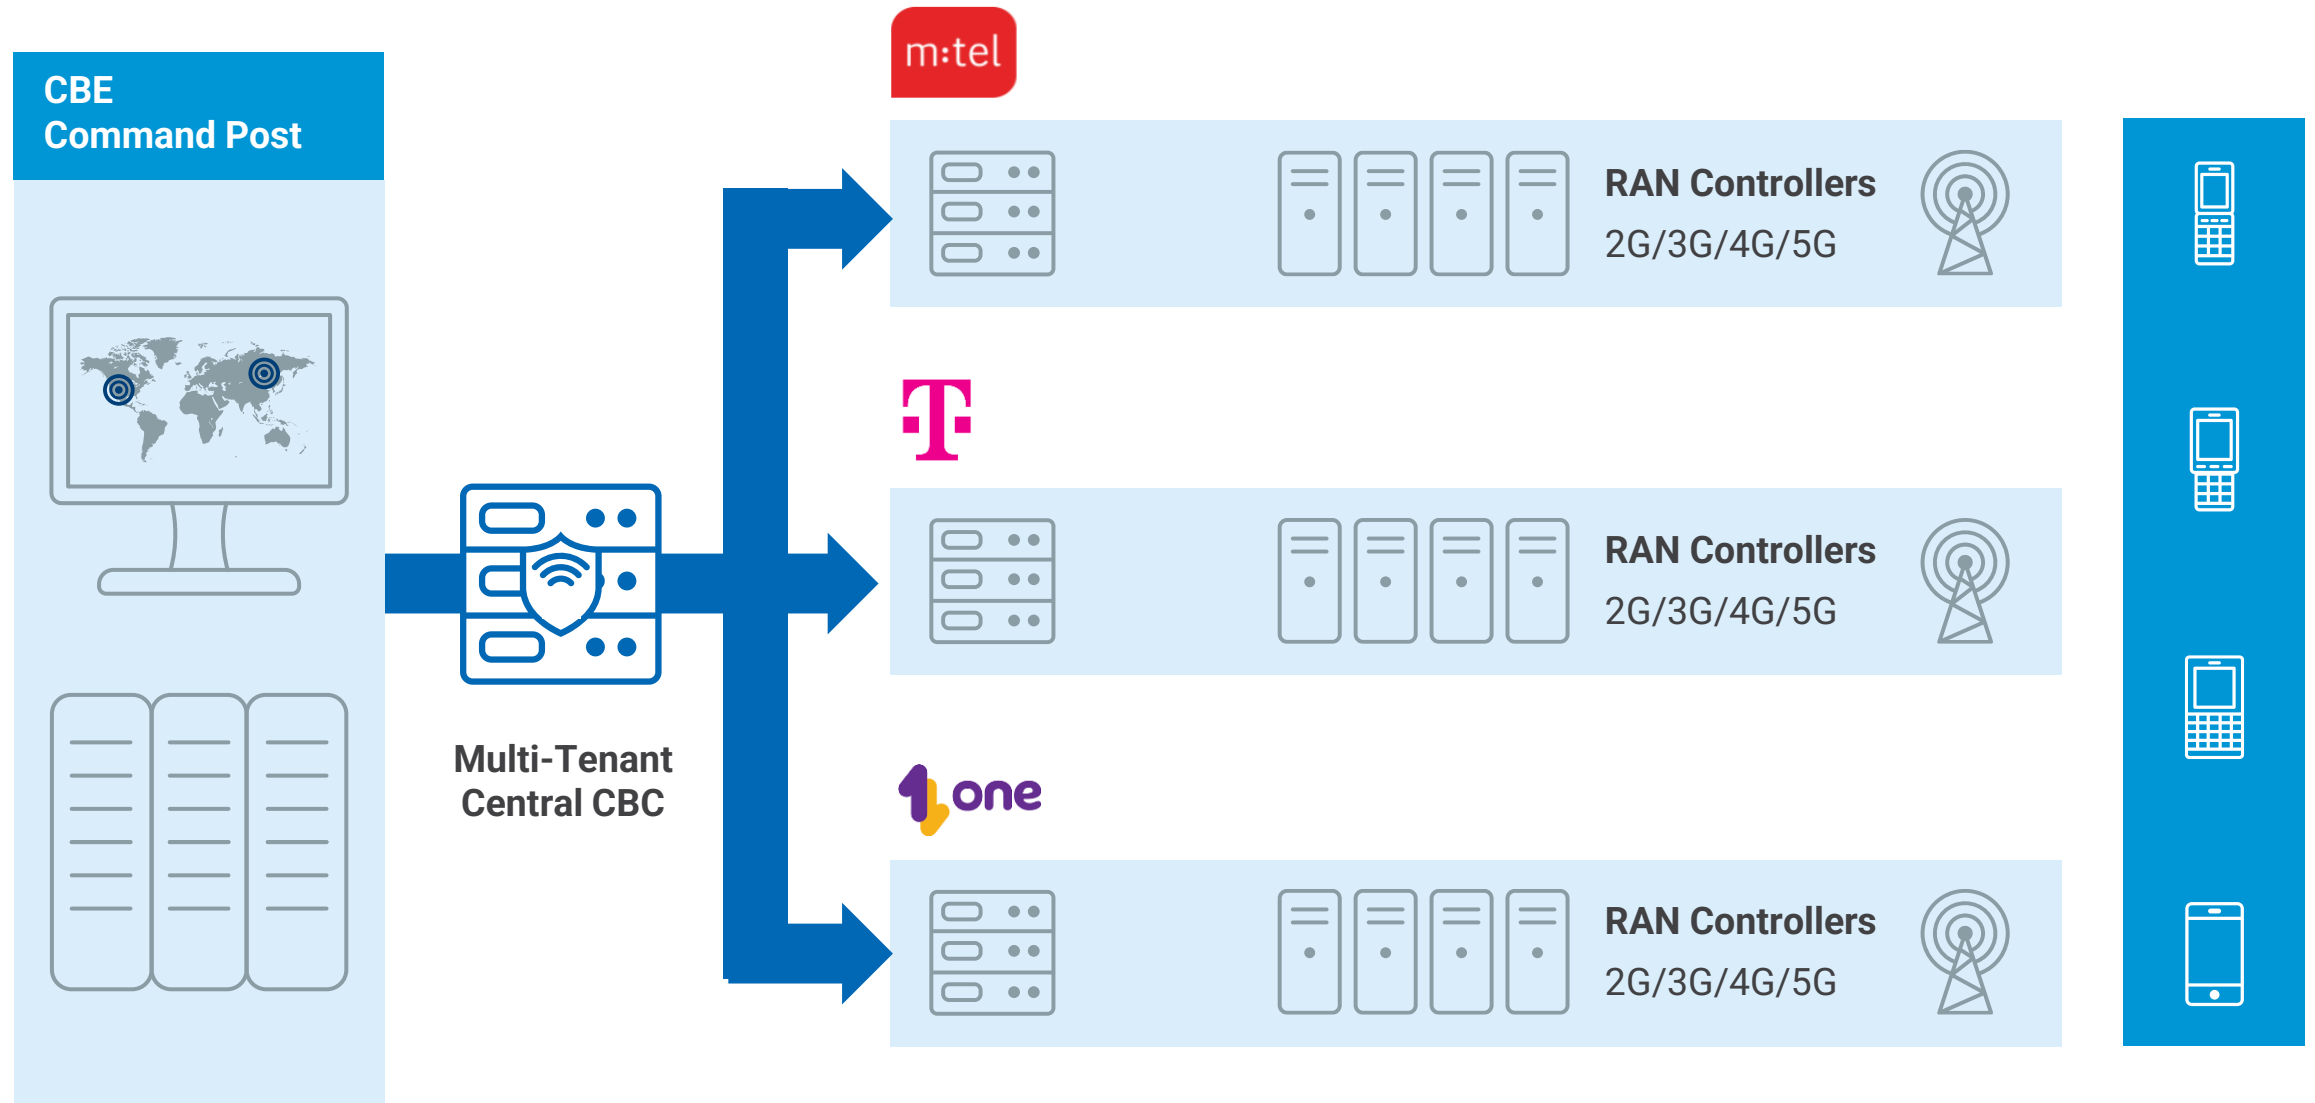 CBE
Command Post
m:tel
RAN Controllers
2G/3G/4G/5G
T
RAN Controllers
2G/3G/4G/5G
Multi-Tenant
Central CBC
one
RAN Controllers
2G/3G/4G/5G